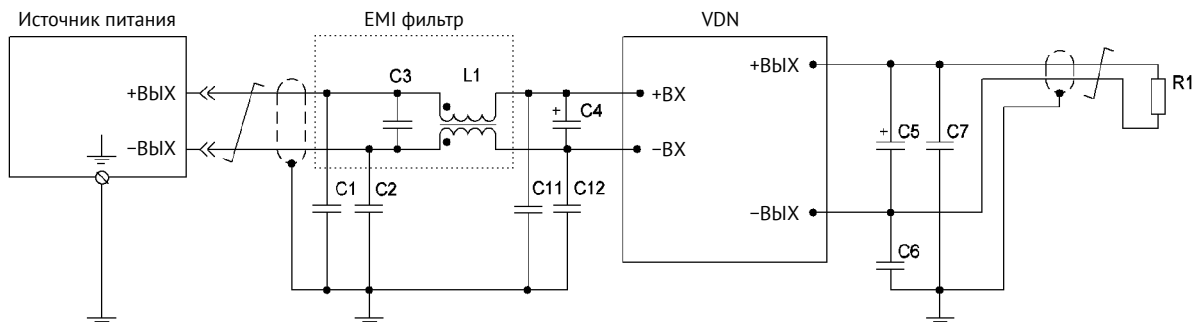 Источник питания
EMI фильтр
VDN
+ВЫХ
−ВЫХ
C3
L1
+
C4
+ВХ
−ВХ
+ВЫХ
−ВЫХ
+
C5
C7
R1
C1
C2
C11
C12
C6